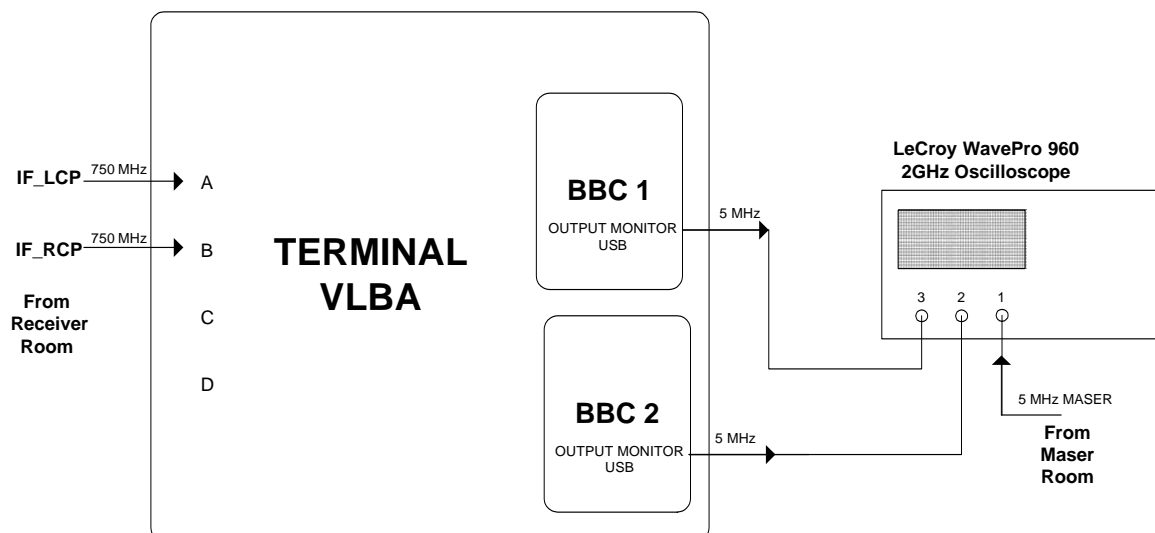 IF_LCP
750 MHz
A
IF_RCP
750 MHz
B
From
Receiver
Room
C
D
TERMINAL
VLBA
BBC 1
OUTPUT MONITOR
USB
5 MHz
BBC 2
OUTPUT MONITOR
USB
5 MHz
LeCroy WavePro 960
2GHz Oscilloscope
3 2 1
5 MHz MASER
From
Maser
Room